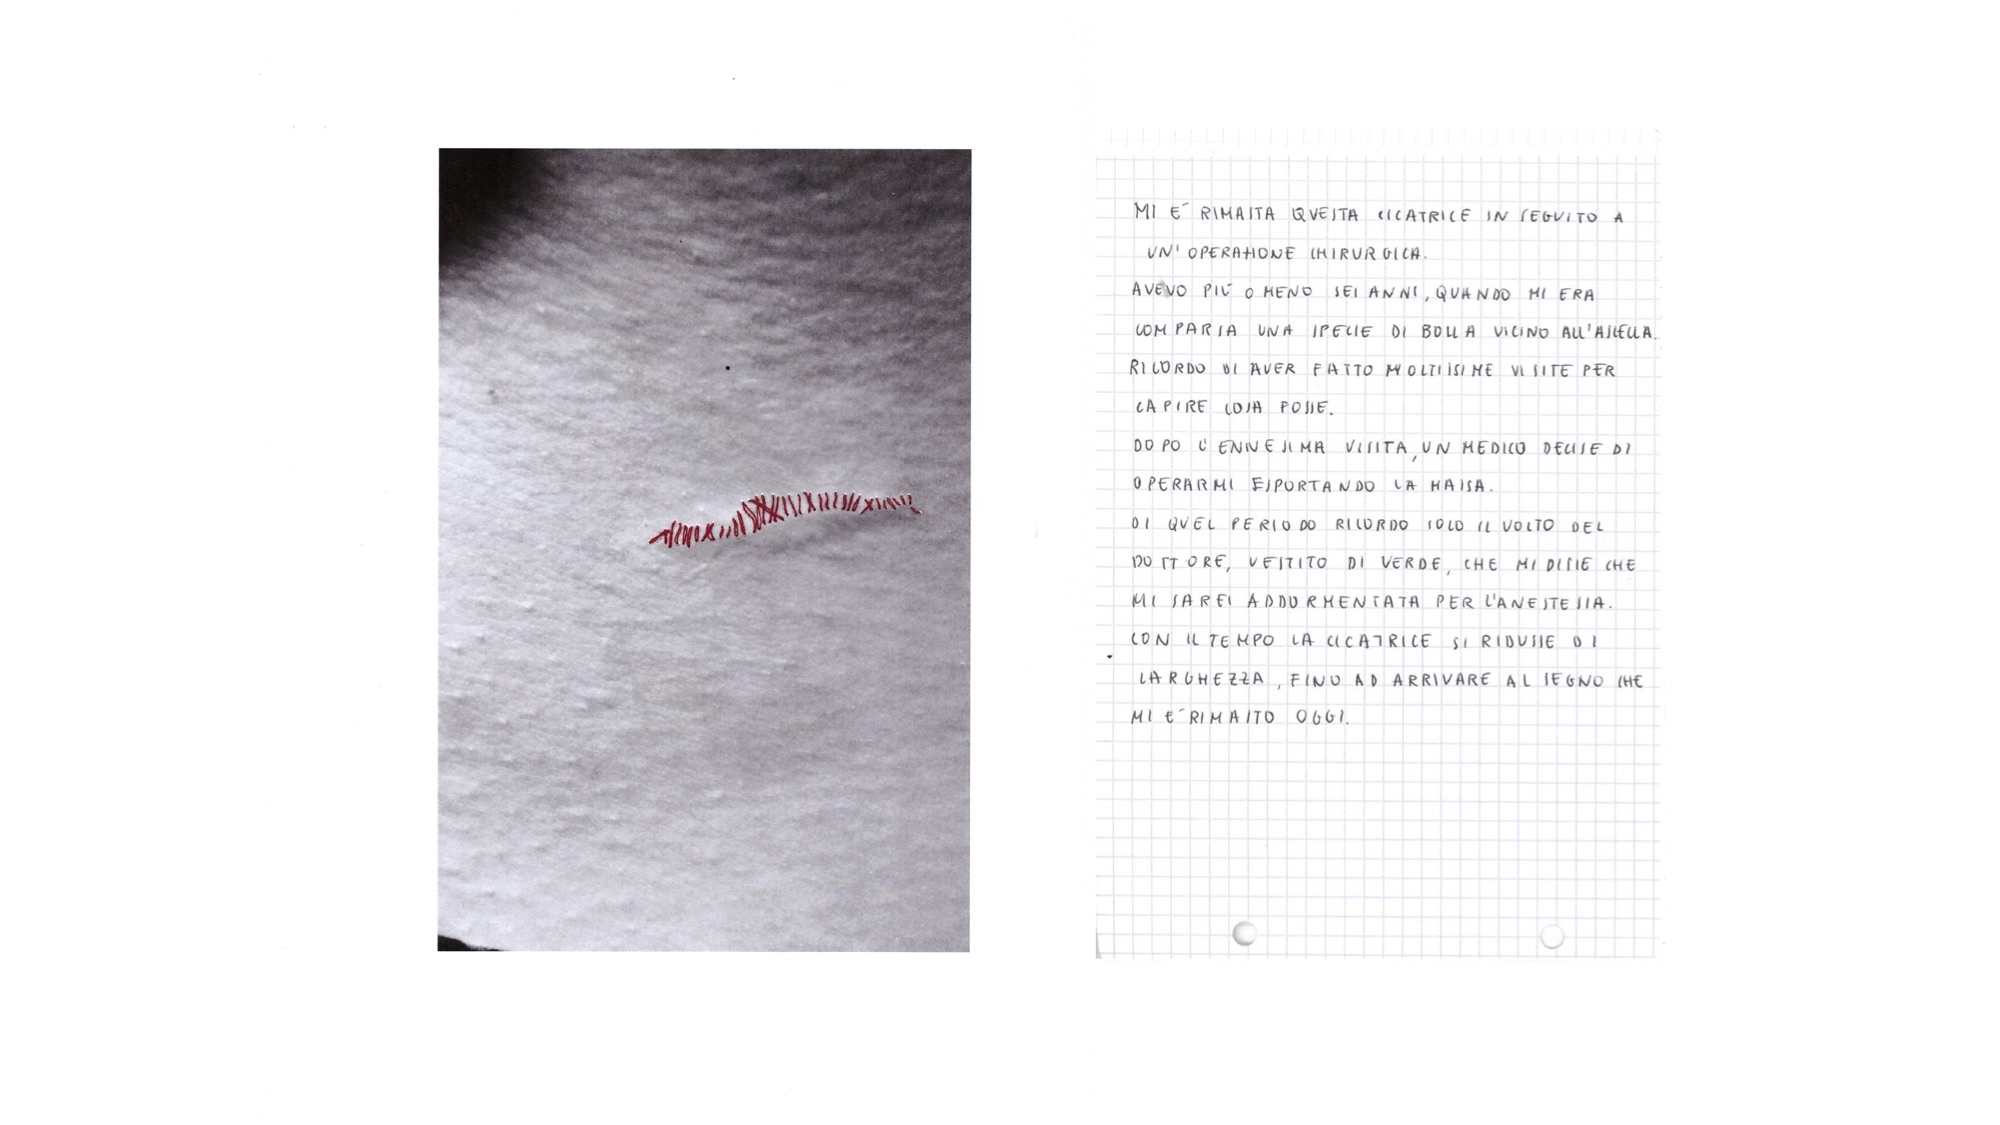 MI E´ RIMASTA QUESTA CICATRICE IN SEGUITO A
UN'OPERAZIONE CHIRURGICA.
AVEVO PIÚ O MENO SEI ANNI, QUANDO MI ERA
COMPARSA UNA SPECIE DI BOLLA VICINO ALL'ASCELLA.
RICORDO DI AVER FATTO MOLTISSIME VISITE PER
CAPIRE COSA FOSSE.
DOPO L'ENNESIMA VISITA, UN MEDICO DECISE DI
OPERARMI ESPORTANDO LA MASSA.
DI QUEL PERIODO RICORDO SOLO IL VOLTO DEL
DOTTORE, VESTITO DI VERDE, CHE MI DISSE CHE
MI SAREI ADDORMENTATA PER L'ANESTESIA.
CON IL TEMPO LA CICATRICE SI RIDUSSE DI
LARGHEZZA, FINO AD ARRIVARE AL SEGNO CHE
MI E´ RIMASTO OGGI.